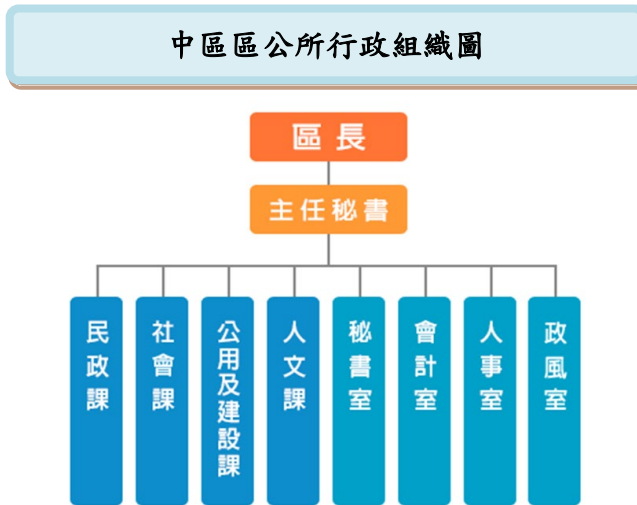 中區區公所行政組織圖
區長
主任秘書
民政課
社會課
公用及建設課
人文課
秘書室
會計室
人事室
政風室